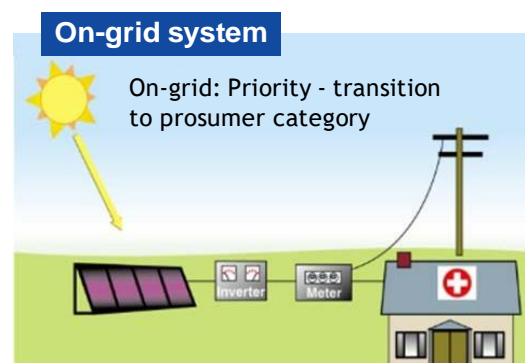 On-grid system
On-grid: Priority - transition
to prosumer category
Inverter
Meter